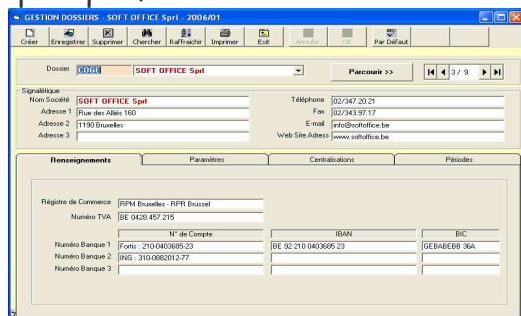 GESTION DOSSIERS - SOFT OFFICE Sprl - 2006/01
Créer Enregistrer Supprimer Chercher Raffraichir Imprimer Exit Annuler OK Par Défaut
Dossier COGB SOFT OFFICE Sprl Parcourir >> 3 / 9
Signalétique
Nom Société SOFT OFFICE Sprl Téléphone 02/347.20.21
Adresse 1 Rue des Alliés 160 Fax 02/343.97.17
Adresse 2 1190 Bruxelles E-mail info@softoffice.be
Adresse 3 Web Site Adress www.softoffice.be
Renseignements Paramètres Centralisations Périodes
Régistre de Commerce RPM Bruxelles - RPR Brussel
Numéro TVA BE 0428.457.215
N° de Compte IBAN BIC
Numéro Banque 1 Fortis : 210-0403685-23 BE 92 210 0403685 23 GEBABEBB 36A
Numéro Banque 2 ING : 310-0882012-77
Numéro Banque 3